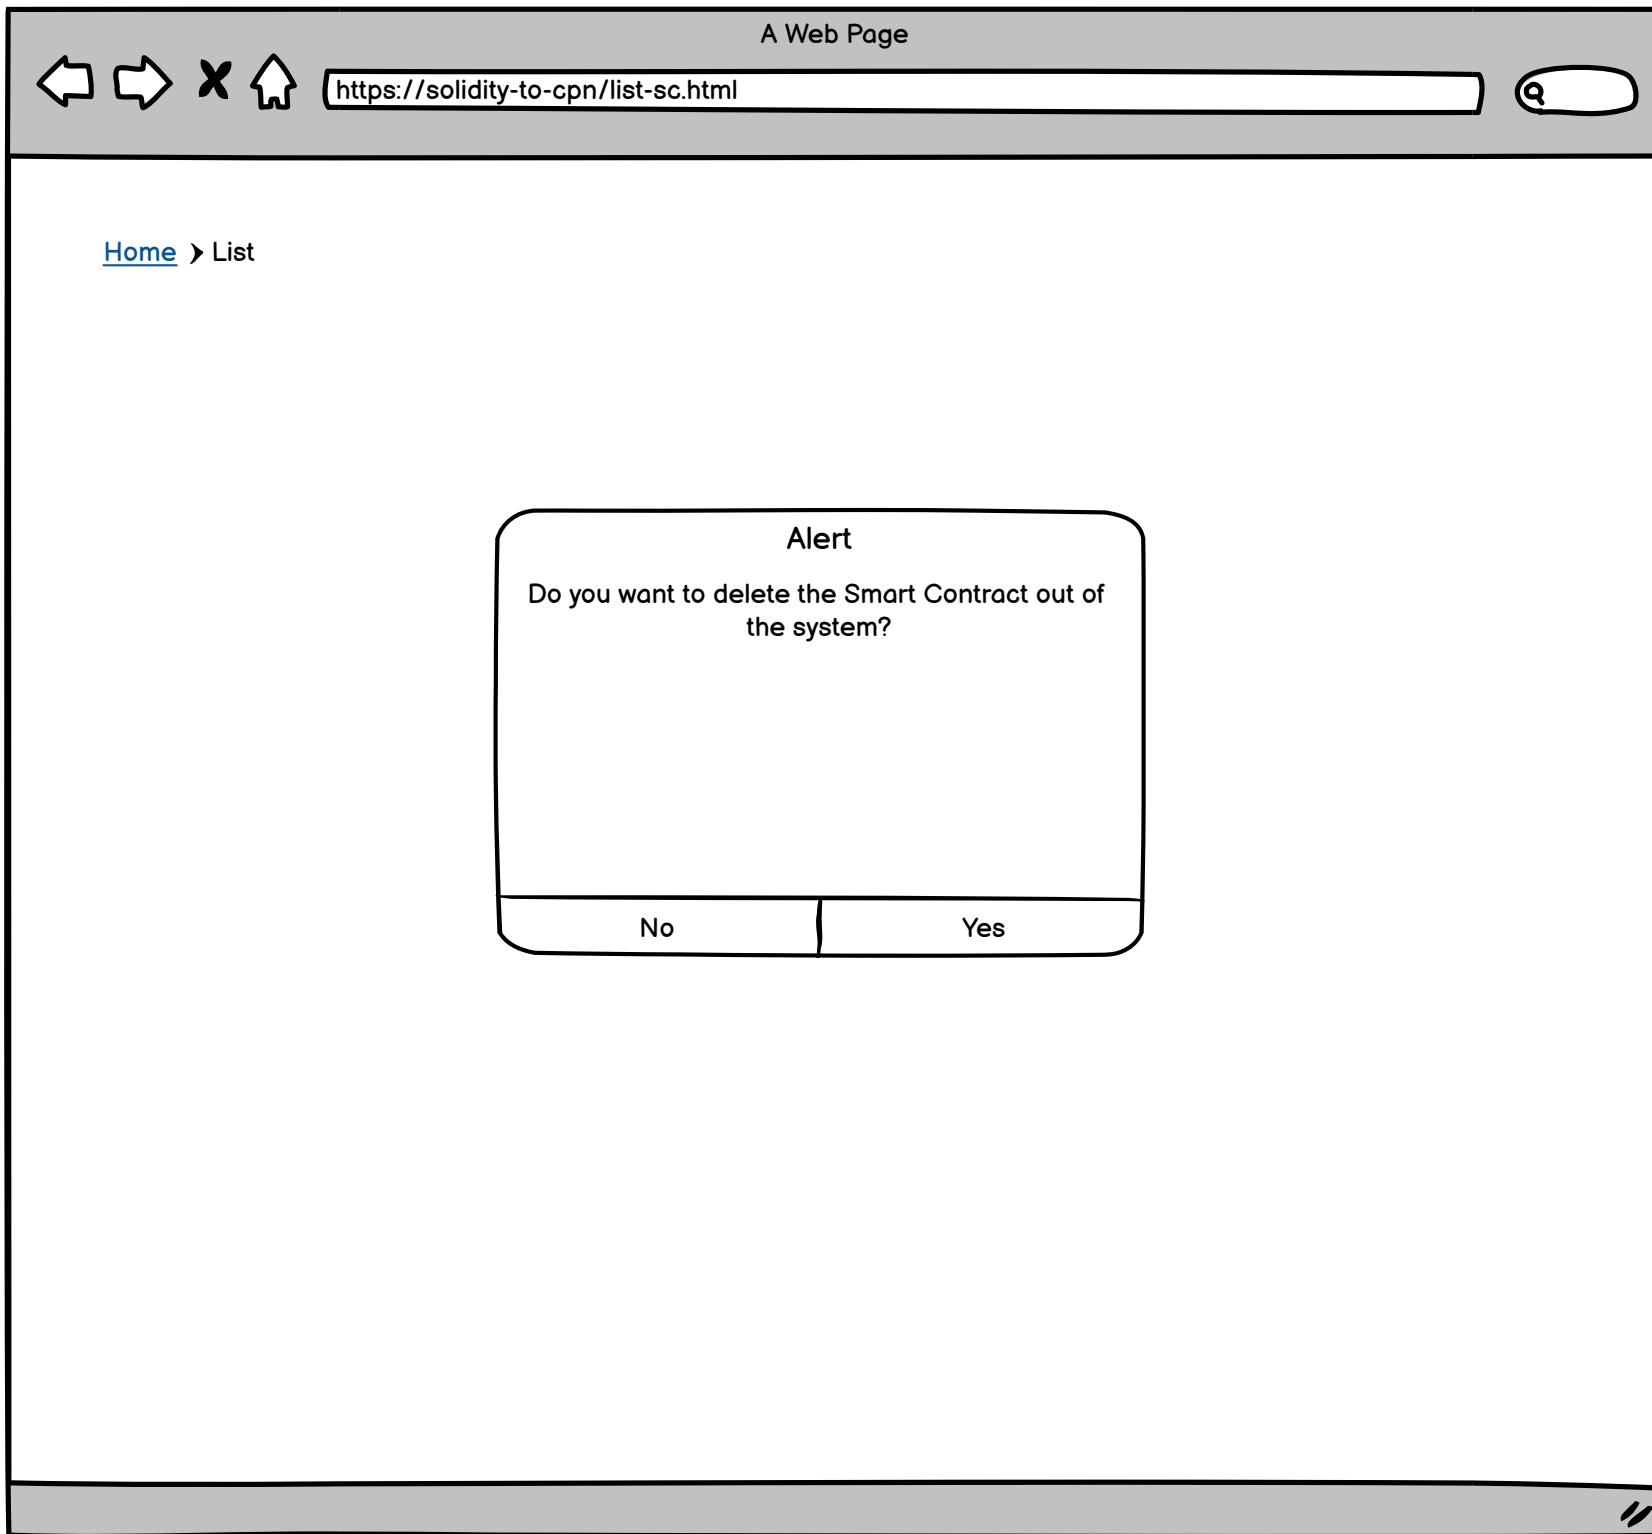 A Web Page
https://solidity-to-cpn/list-sc.html
Home List
Alert
Do you want to delete the Smart Contract out of
the system?
No Yes